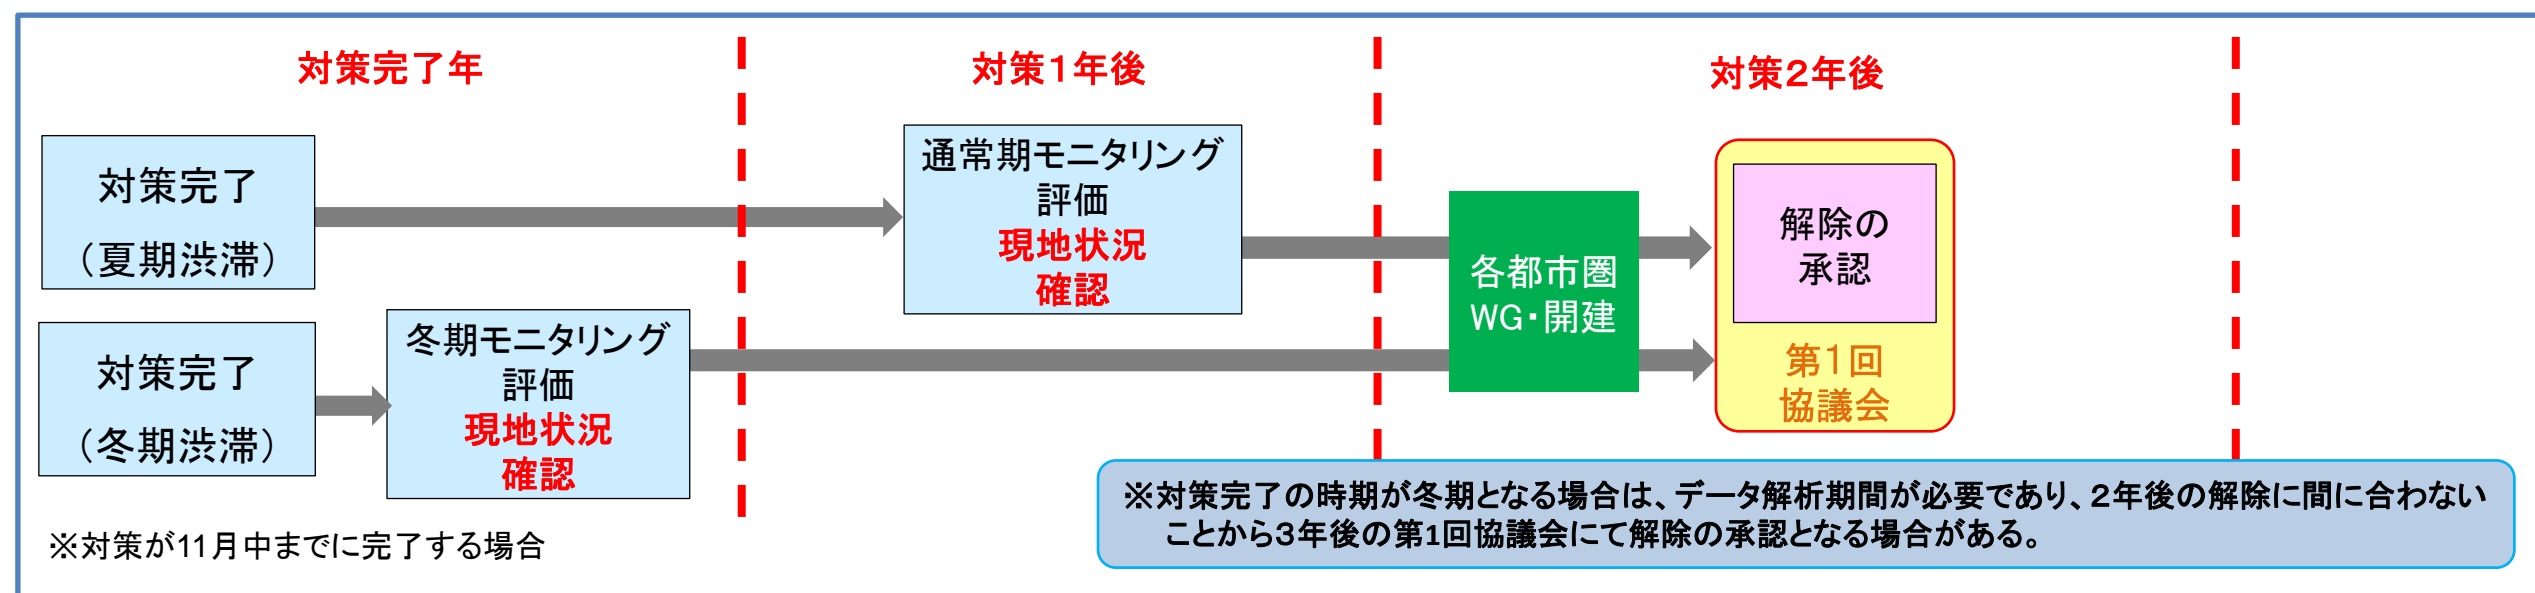 対策完了年
対策１年後
対策２年後
対策完了
（夏期渋滞）
通常期モニタリング
評価
現地状況
確認
各都市圏
WG・開建
解除の
承認
第１回
協議会
対策完了
（冬期渋滞）
冬期モニタリング
評価
現地状況
確認
※対策が11月中までに完了する場合
※対策完了の時期が冬期となる場合は、データ解析期間が必要であり、２年後の解除に間に合わない
ことから３年後の第1回協議会にて解除の承認となる場合がある。